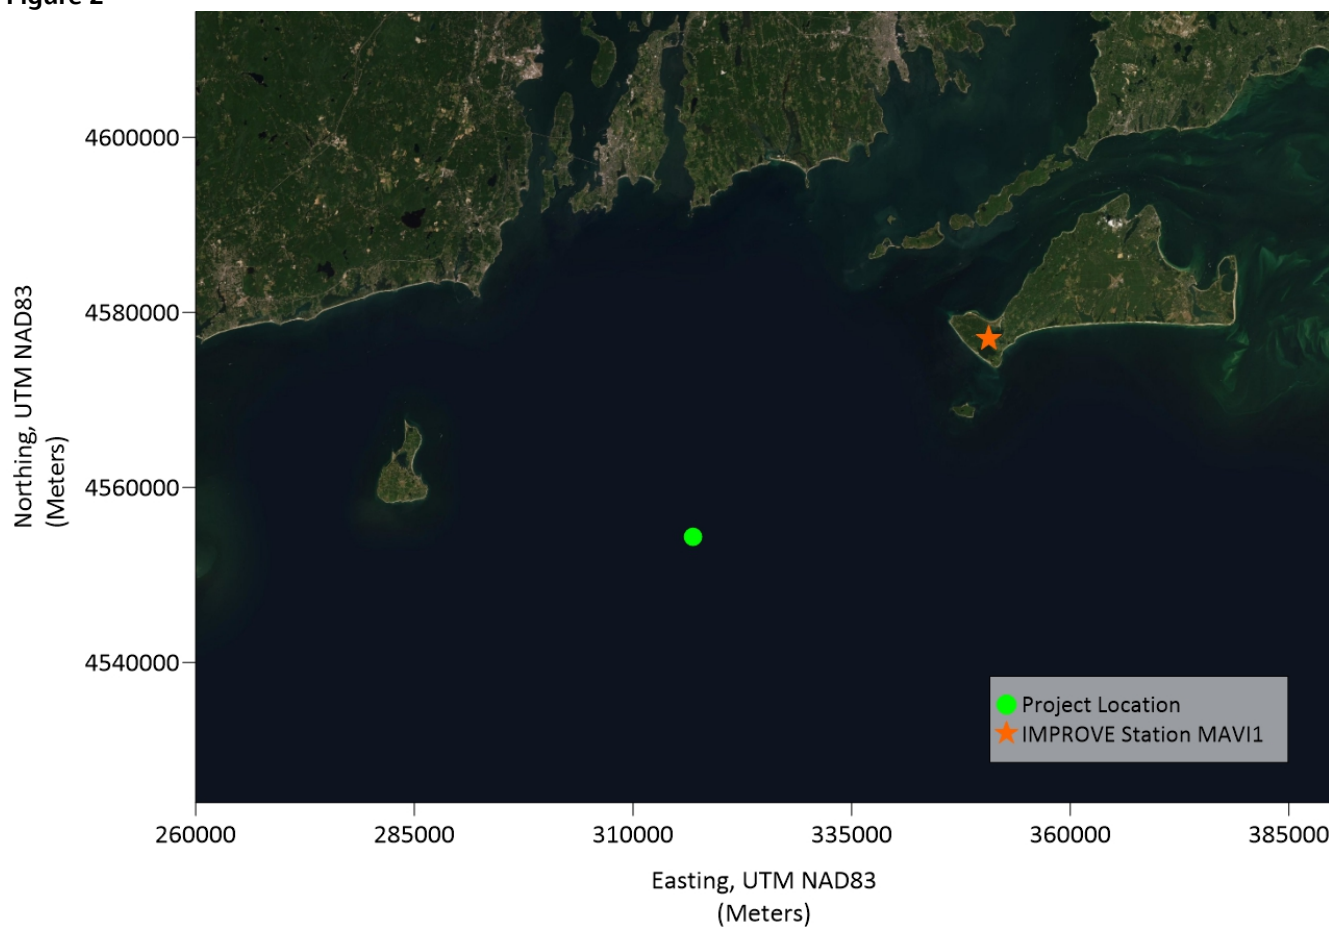 Figure 2
4600000
4580000
4560000
4540000
Northing, UTM NAD83
(Meters)
Project Location
IMPROVE Station MAVI1
260000
285000
310000
335000
360000
385000
Easting, UTM NAD83
(Meters)